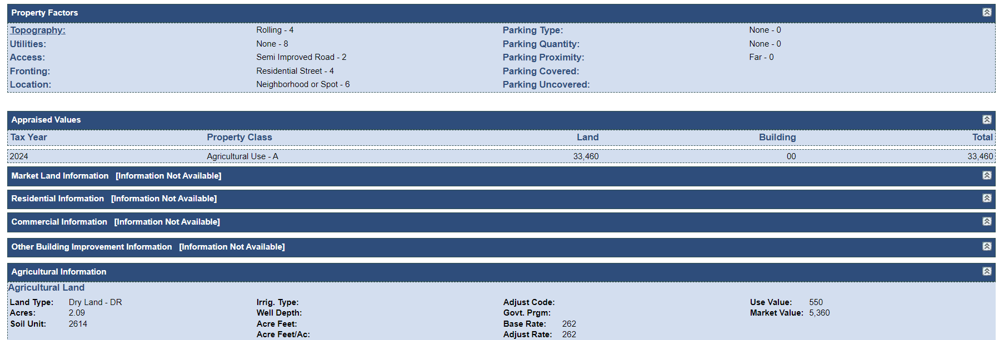 Property Factors
Topography: Rolling - 4 Parking Type: None - 0
Utilities: None - 8 Parking Quantity: None - 0
Access: Semi Improved Road - 2 Parking Proximity: Far - 0
Fronting: Residential Street - 4 Parking Covered:
Location: Neighborhood or Spot - 6 Parking Uncovered:
Appraised Values
Tax Year Property Class Land Building Total
2024 Agricultural Use - A 33,460 00 33,460
Market Land Information [Information Not Available]
Residential Information [Information Not Available]
Commercial Information [Information Not Available]
Other Building Improvement Information [Information Not Available]
Agricultural Information
Agricultural Land
Land Type: Dry Land - DR Irrig. Type: Adjust Code: Use Value: 550
Acres: 2.09 Well Depth: Govt. Prgm: Market Value: 5,360
Soil Unit: 2614 Acre Feet: Base Rate: 262
Acre Feet/Ac: Adjust Rate: 262